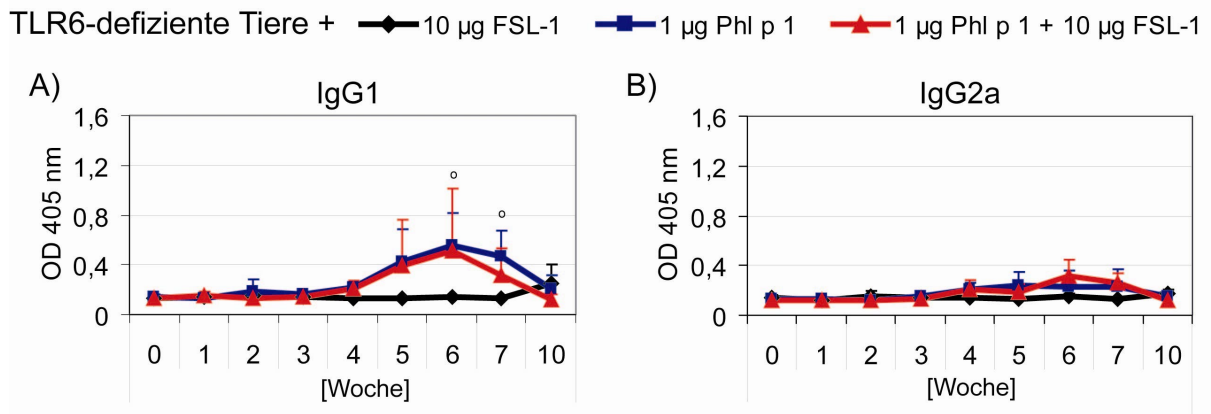 TLR6-defiziente Tiere + 10 µg FSL-1 1 µg Phl p 1 1 µg Phl p 1 + 10 µg FSL-1
A) IgG1
1,6
1,2
0,8
0,4
0
OD 405 nm
o
o
0 1 2 3 4 5 6 7 10
[Woche]
B) IgG2a
1,6
1,2
0,8
0,4
0
OD 405 nm
0 1 2 3 4 5 6 7 10
[Woche]